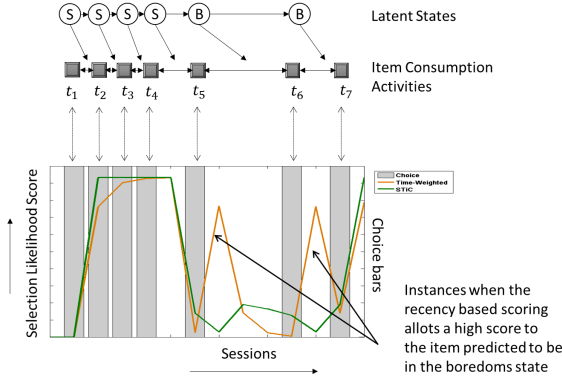 S S S S B B
Latent States
Item Consumption
Activities
t1 t2 t3 t4 t5 t6 t7
Selection Likelihood Score
Choice
Time-Weighted
STiC
Choice bars
Sessions
Instances when the
recency based scoring
allots a high score to
the item predicted to be
in the boredoms state